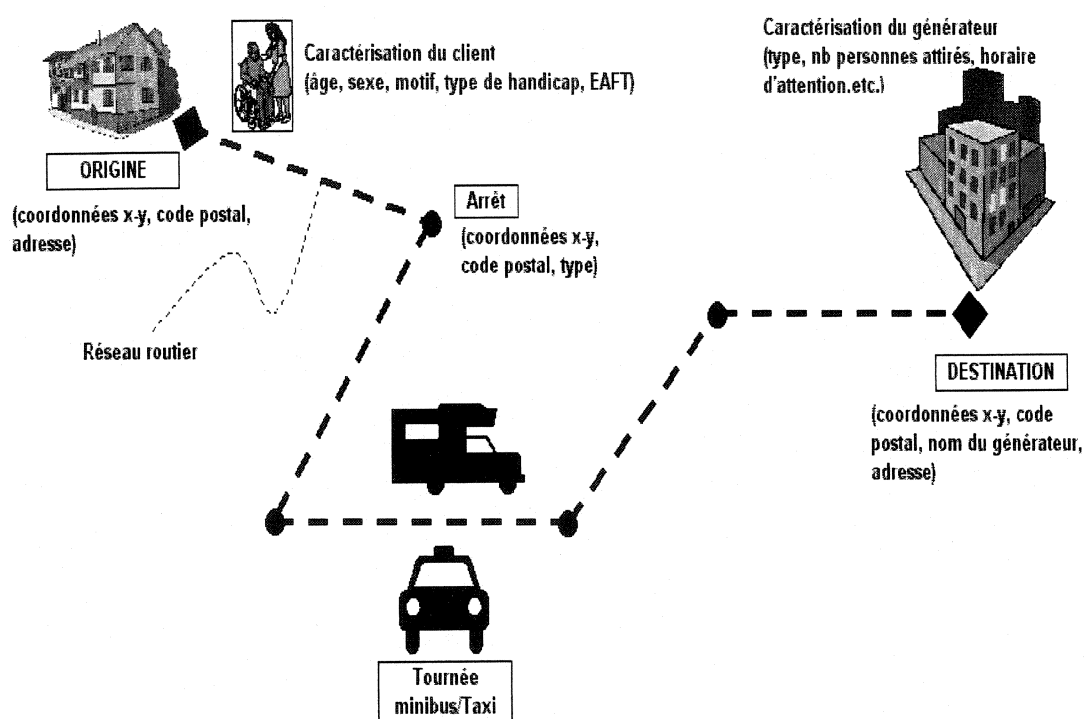 Caractérisation du client
(âge, sexe, motif, type de handicap, EAFT)
Caractérisation du générateur
(type, nb personnes attirés, horaire
d'attention.etc.)
ORIGINE
(coordonnées x-y, code postal,
adresse)
Arrêt
(coordonnées x-y,
code postal, type)
Réseau routier
DESTINATION
(coordonnées x-y, code
postal, nom du générateur,
adresse)
Tournée
minibus/Taxi